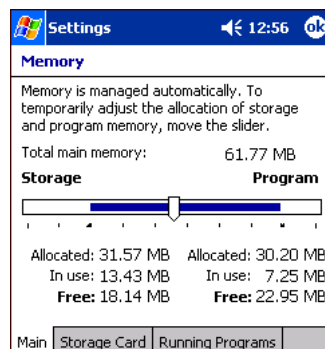 Settings 12:56 ok
Memory
Memory is managed automatically. To
temporarily adjust the allocation of storage
and program memory, move the slider.
Total main memory: 61.77 MB
Storage Program
Allocated: 31.57 MB Allocated: 30.20 MB
In use: 13.43 MB In use: 7.25 MB
Free: 18.14 MB Free: 22.95 MB
Main Storage Card Running Programs